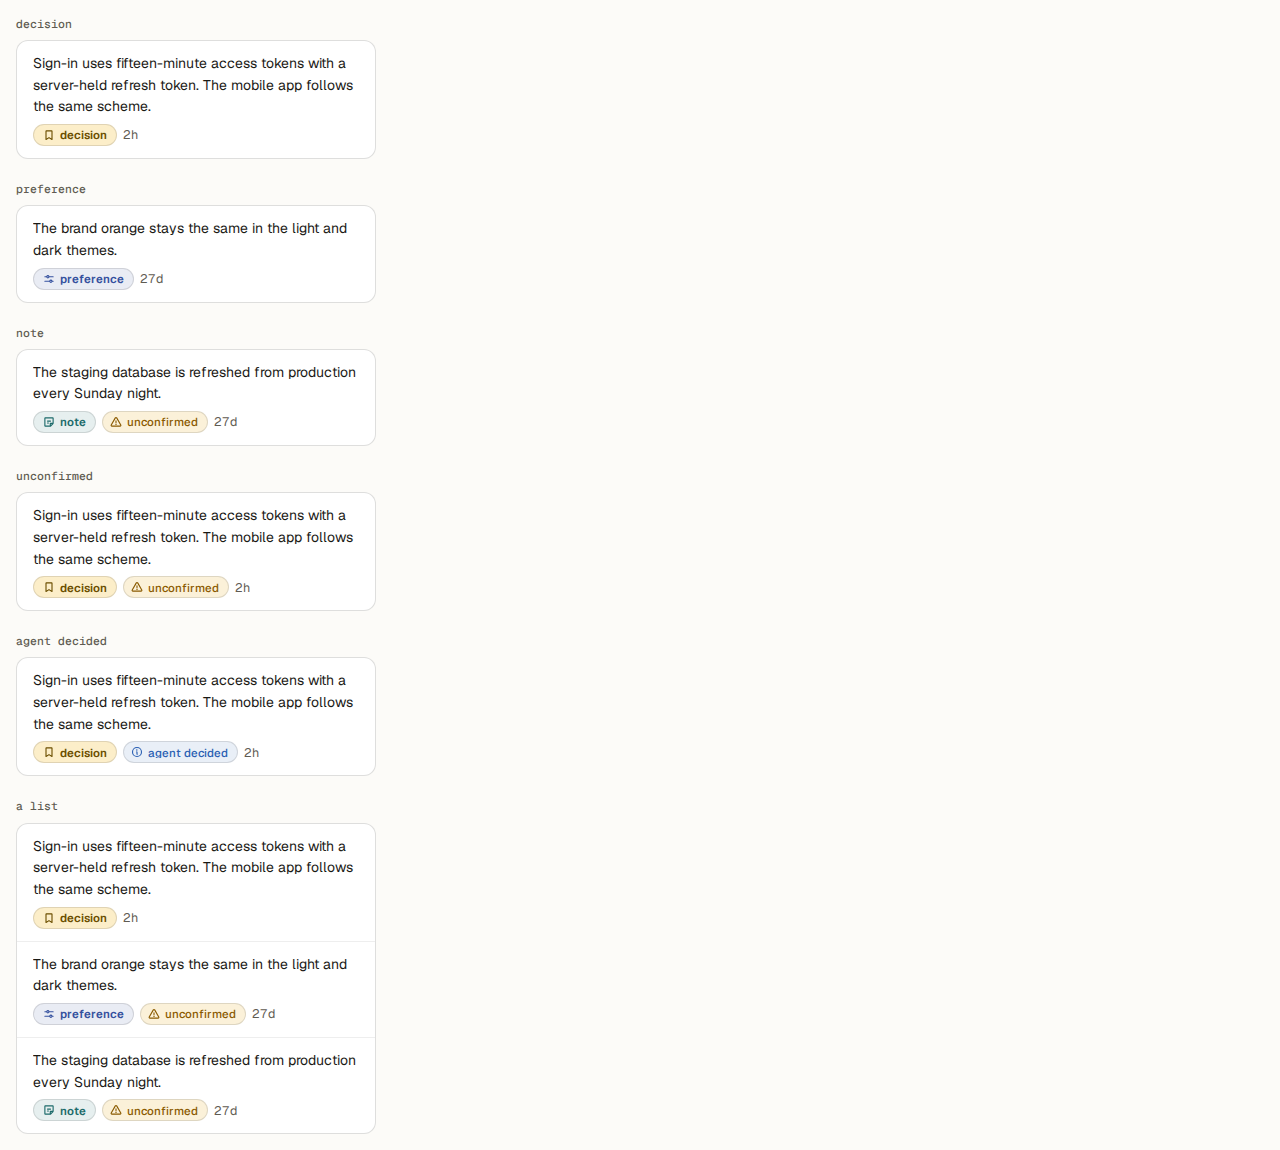 decision
Sign-in uses fifteen-minute access tokens with a
server-held refresh token. The mobile app follows
the same scheme.
decision 2h
preference
The brand orange stays the same in the light and
dark themes.
preference 27d
note
The staging database is refreshed from production
every Sunday night.
note unconfirmed 27d
unconfirmed
Sign-in uses fifteen-minute access tokens with a
server-held refresh token. The mobile app follows
the same scheme.
decision unconfirmed 2h
agent decided
Sign-in uses fifteen-minute access tokens with a
server-held refresh token. The mobile app follows
the same scheme.
decision agent decided 2h
a list
Sign-in uses fifteen-minute access tokens with a
server-held refresh token. The mobile app follows
the same scheme.
decision 2h
The brand orange stays the same in the light and
dark themes.
preference unconfirmed 27d
The staging database is refreshed from production
every Sunday night.
note unconfirmed 27d